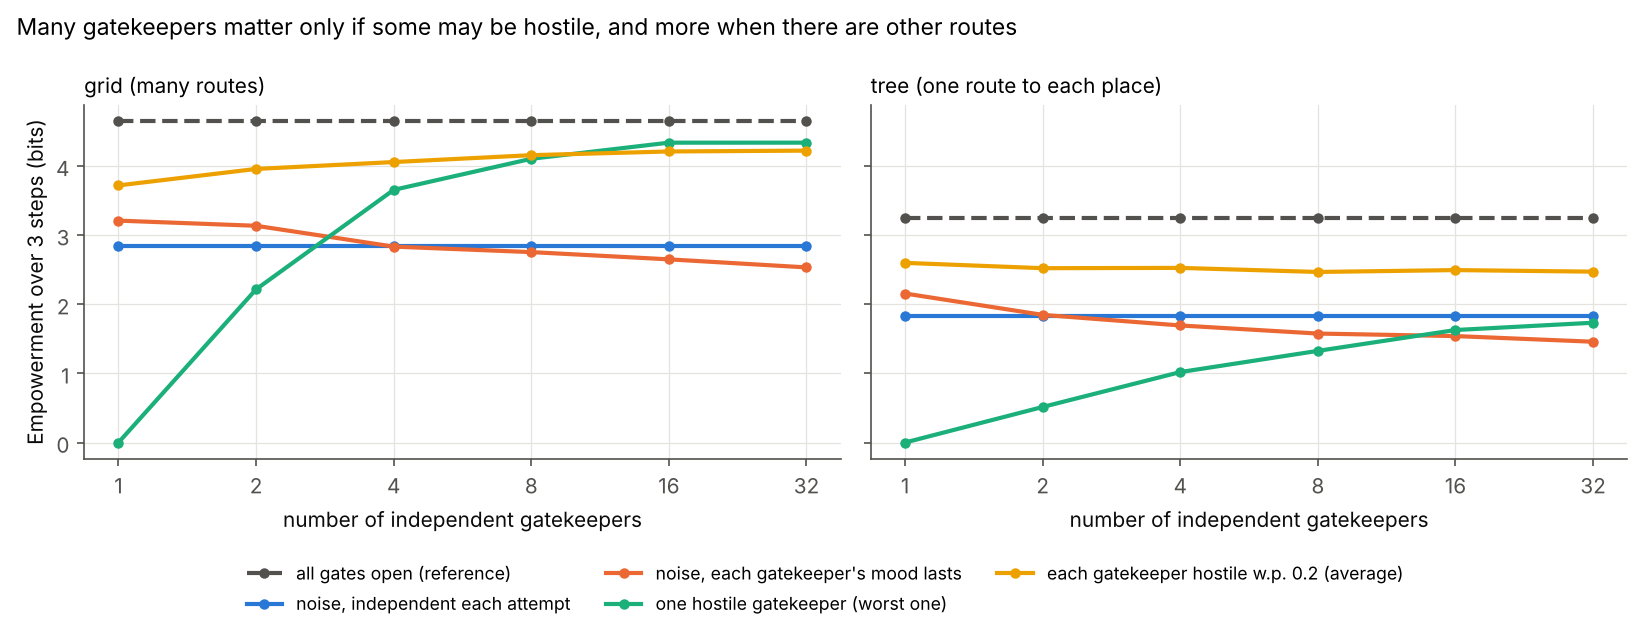 Many gatekeepers matter only if some may be hostile, and more when there are other routes
grid (many routes)
tree (one route to each place)
Empowerment over 3 steps (bits)
4
3
2
1
0
1 2 4 8 16 32
1 2 4 8 16 32
number of independent gatekeepers
number of independent gatekeepers
all gates open (reference)
noise, each gatekeeper's mood lasts
each gatekeeper hostile w.p. 0.2 (average)
noise, independent each attempt
one hostile gatekeeper (worst one)